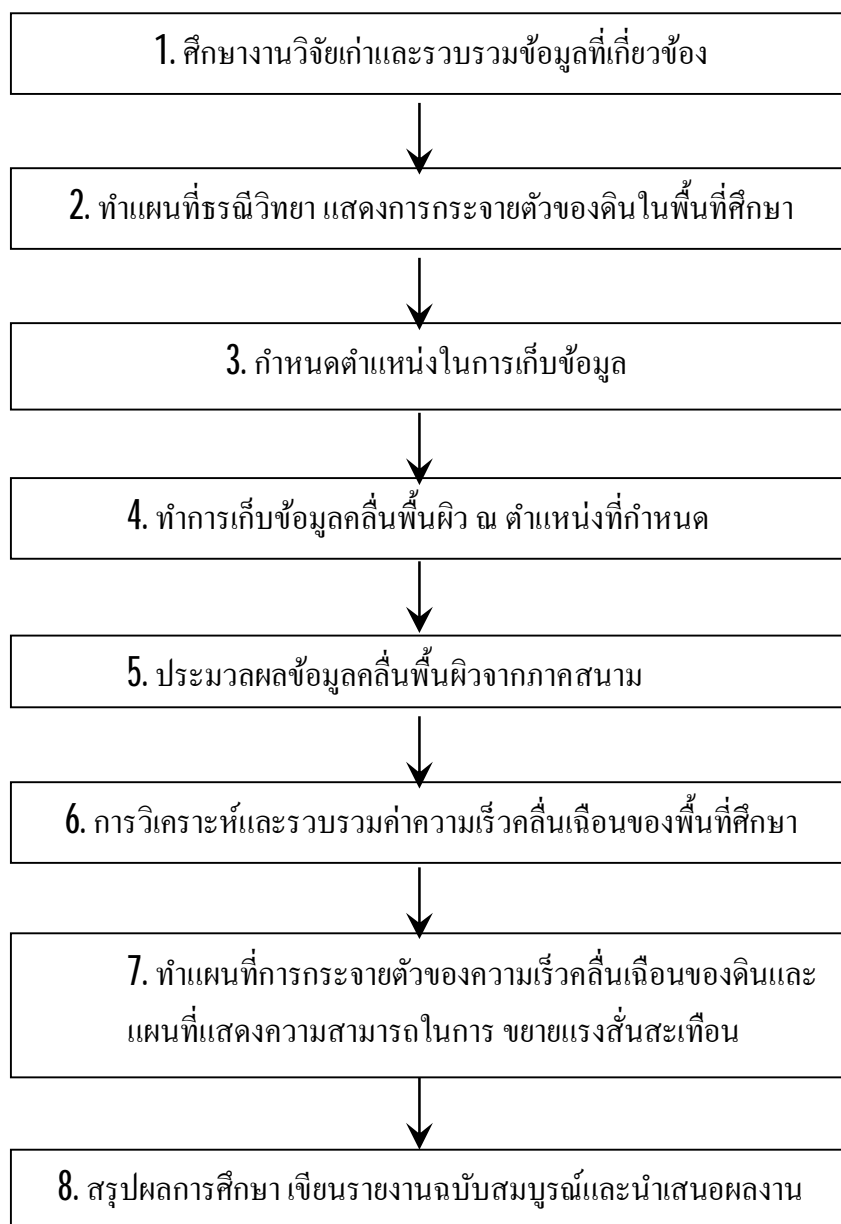 1. ศึกษางานวิจัยเก่าและรวบรวมข้อมูลที่เกี่ยวข้อง
2. ทำแผนที่ธรณีวิทยา แสดงการกระจายตัวของดินในพื้นที่ศึกษา
3. กำหนดตำแหน่งในการเก็บข้อมูล
4. ทำการเก็บข้อมูลคลื่นพื้นผิว ณ ตำแหน่งที่กำหนด
5. ประมวลผลข้อมูลคลื่นพื้นผิวจากภาคสนาม
6. การวิเคราะห์และรวบรวมค่าความเร็วคลื่นเฉือนของพื้นที่ศึกษา
7. ทำแผนที่การกระจายตัวของความเร็วคลื่นเฉือนของดินและ
แผนที่แสดงความสามารถในการ ขยายแรงสั่นสะเทือน
8. สรุปผลการศึกษา เขียนรายงานฉบับสมบูรณ์และนำเสนอผลงาน